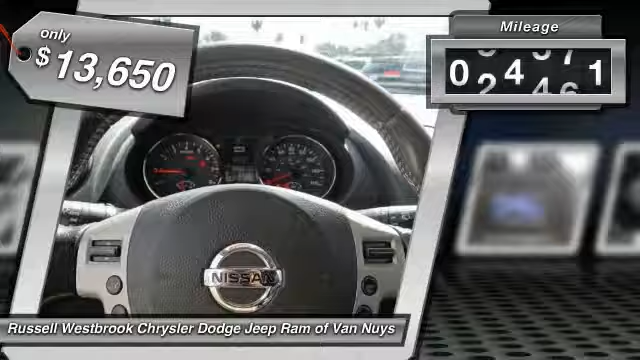 only
$13,650
Mileage
NISSAN
Russell Westbrook Chrysler Dodge Jeep Ram of Van Nuys